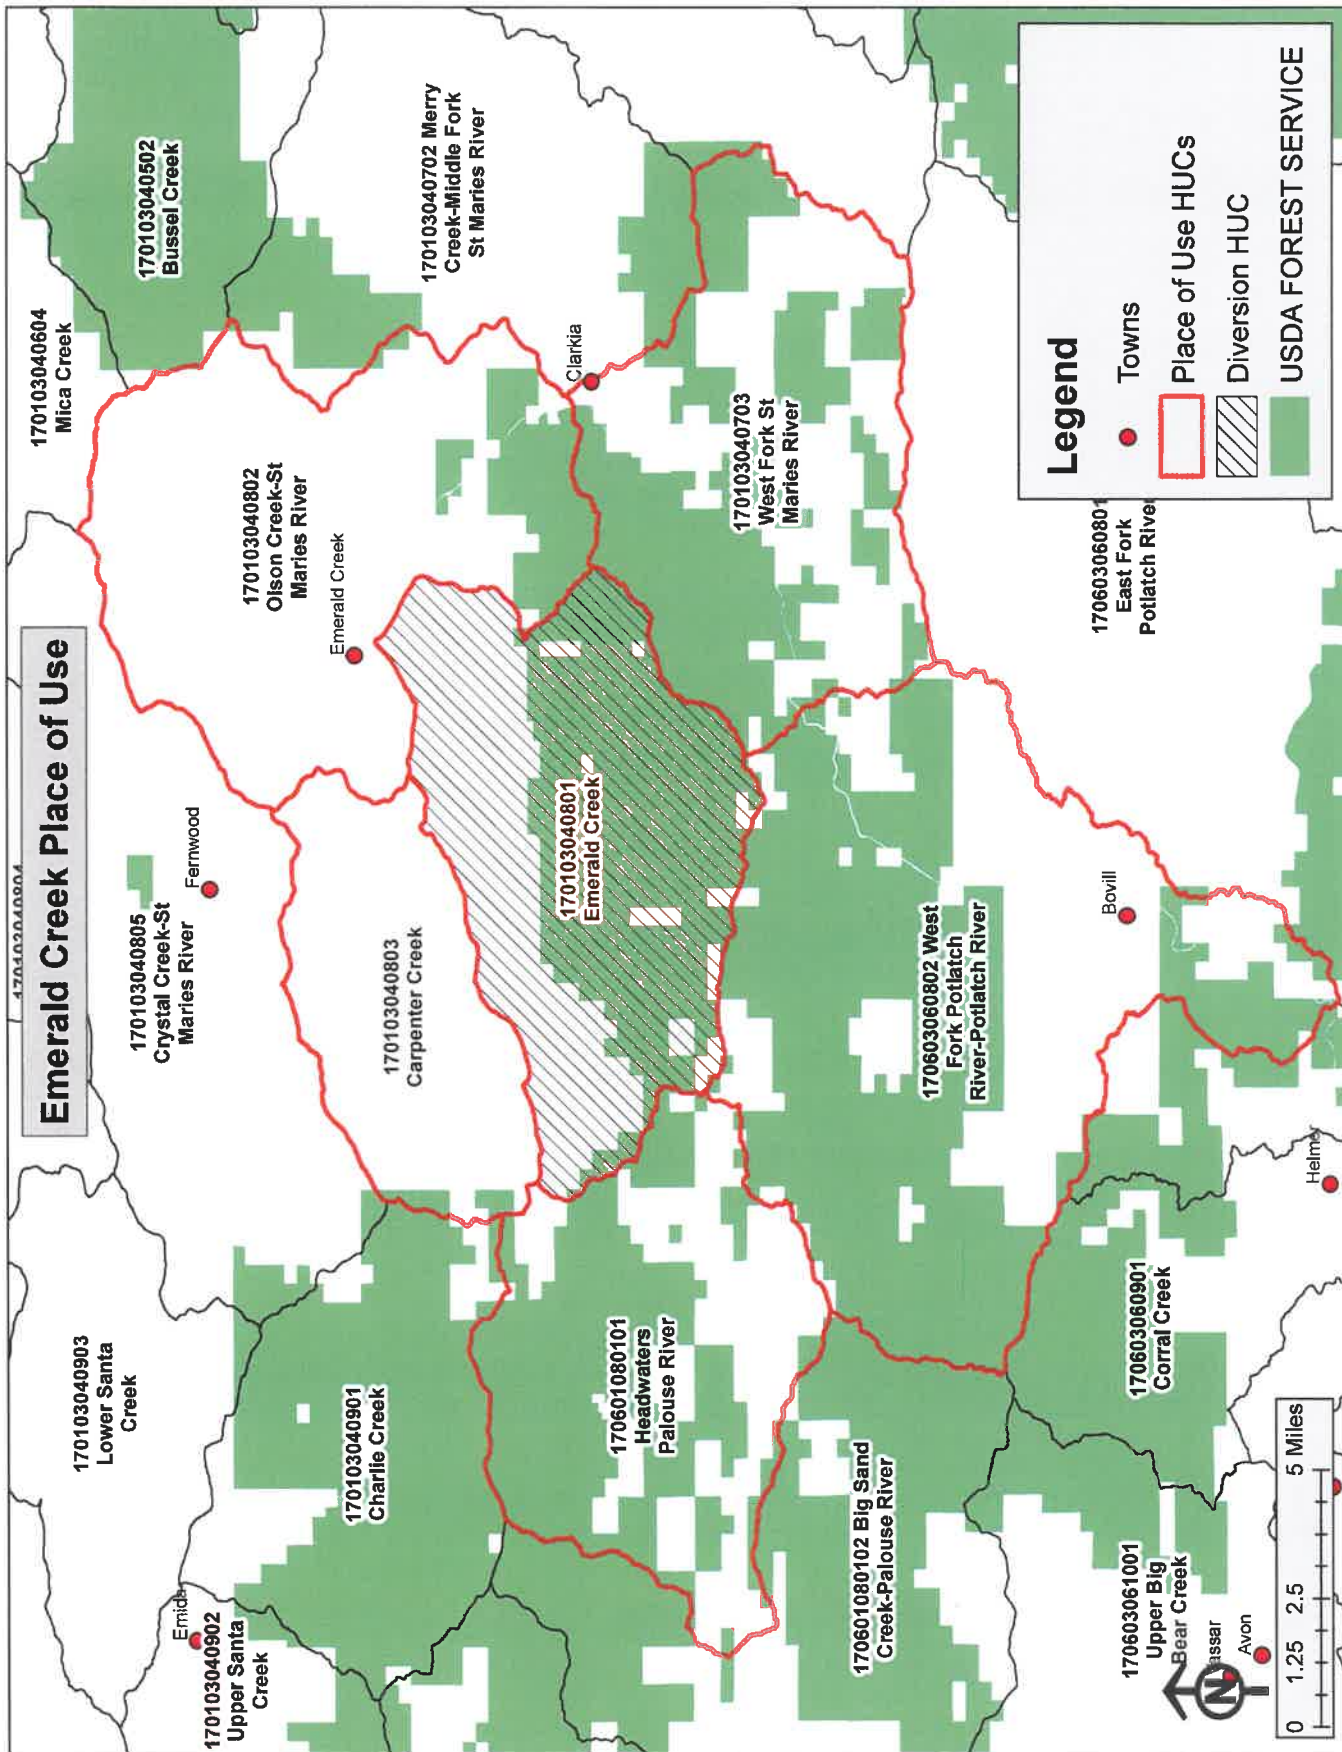 Emerald Creek Place of Use
170103040903
Lower Santa
Creek
170103040805
Crystal Creek-St
Maries River
Fernwood
170103040604
Mica Creek
170103040502
Bussel Creek
Emida
170103040902
Upper Santa
Creek
170103040802
Olson Creek-St
Maries River
Emerald Creek
170103040901
Charlie Creek
170103040803
Carpenter Creek
170103040702 Merry
Creek-Middle Fork
St Maries River
170103040801
Emerald Creek
Clarkia
170601080101
Headwaters
Palouse River
170103040703
West Fork St
Maries River
170601080102 Big Sand
Creek-Palouse River
170603060802 West
Fork Potlatch
River-Potlatch River
Bovill
170603060801
East Fork
Potlatch River
170603061001
Upper Big
Bear Creek
170603060901
Corral Creek
assar
Avon
Helmer
N
0 1.25 2.5 5 Miles
Legend
Towns
Place of Use HUCs
Diversion HUC
USDA FOREST SERVICE